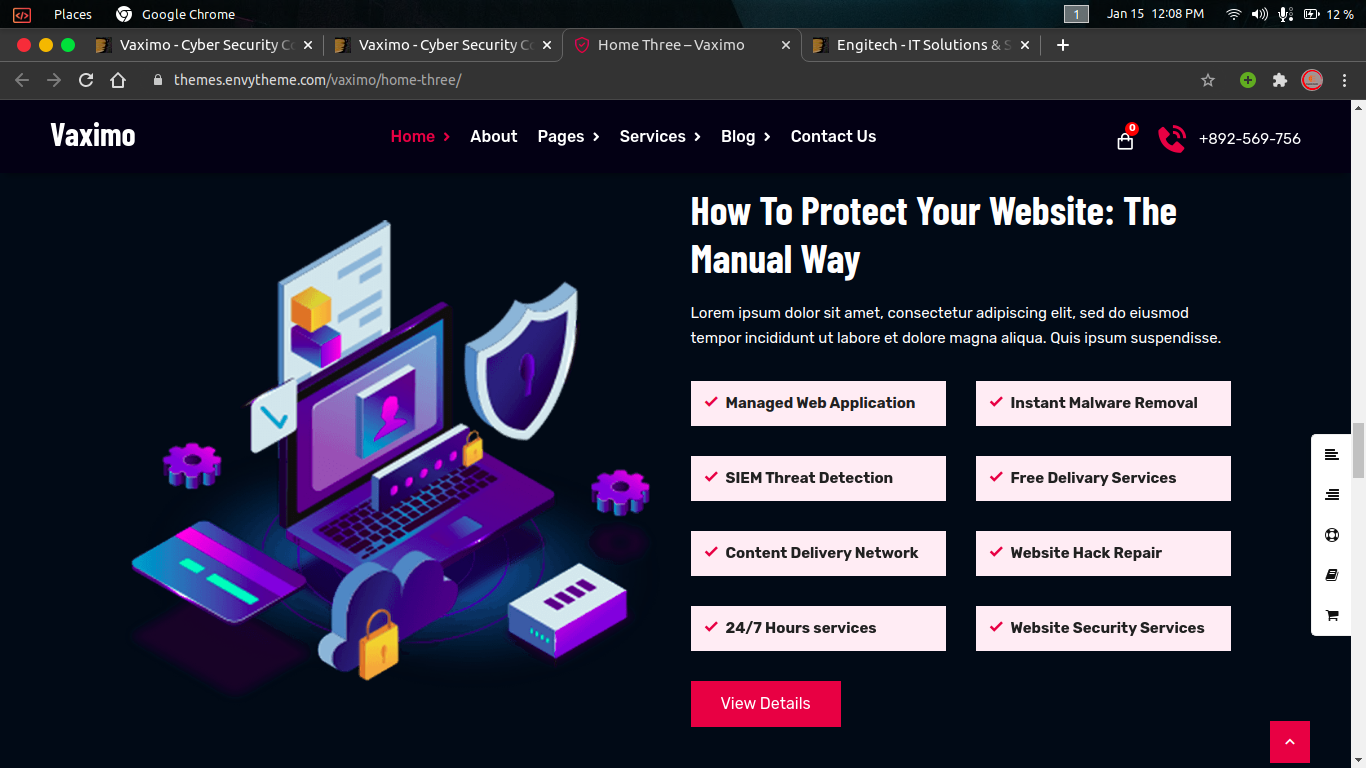 Places Google Chrome 1 Jan 15 12:08 PM 12 %
Vaximo - Cyber Security C Vaximo - Cyber Security C Home Three – Vaximo Engitech - IT Solutions & S
themes.envytheme.com/vaximo/home-three/
Vaximo Home About Pages Services Blog Contact Us 0 +892-569-756
How To Protect Your Website: The
Manual Way
Lorem ipsum dolor sit amet, consectetur adipiscing elit, sed do eiusmod
tempor incididunt ut labore et dolore magna aliqua. Quis ipsum suspendisse.
Managed Web Application Instant Malware Removal
SIEM Threat Detection Free Delivary Services
Content Delivery Network Website Hack Repair
24/7 Hours services Website Security Services
View Details